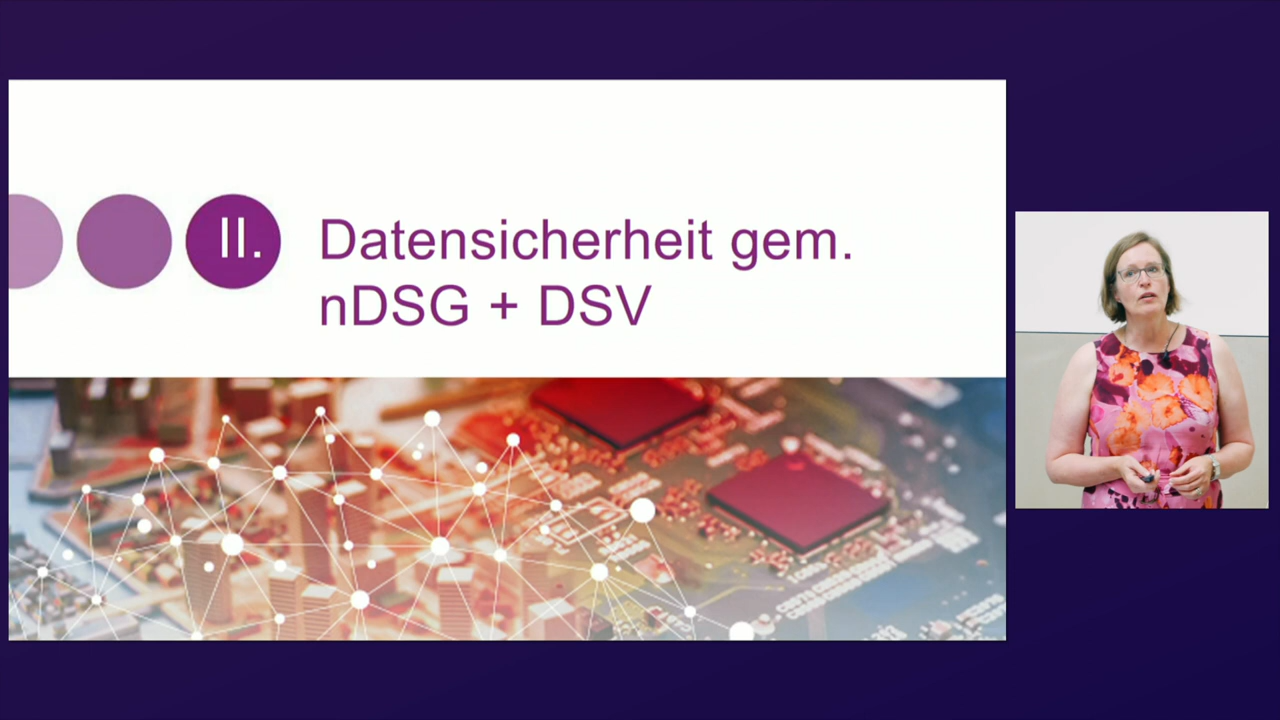 II.
Datensicherheit gem.
nDSG + DSV